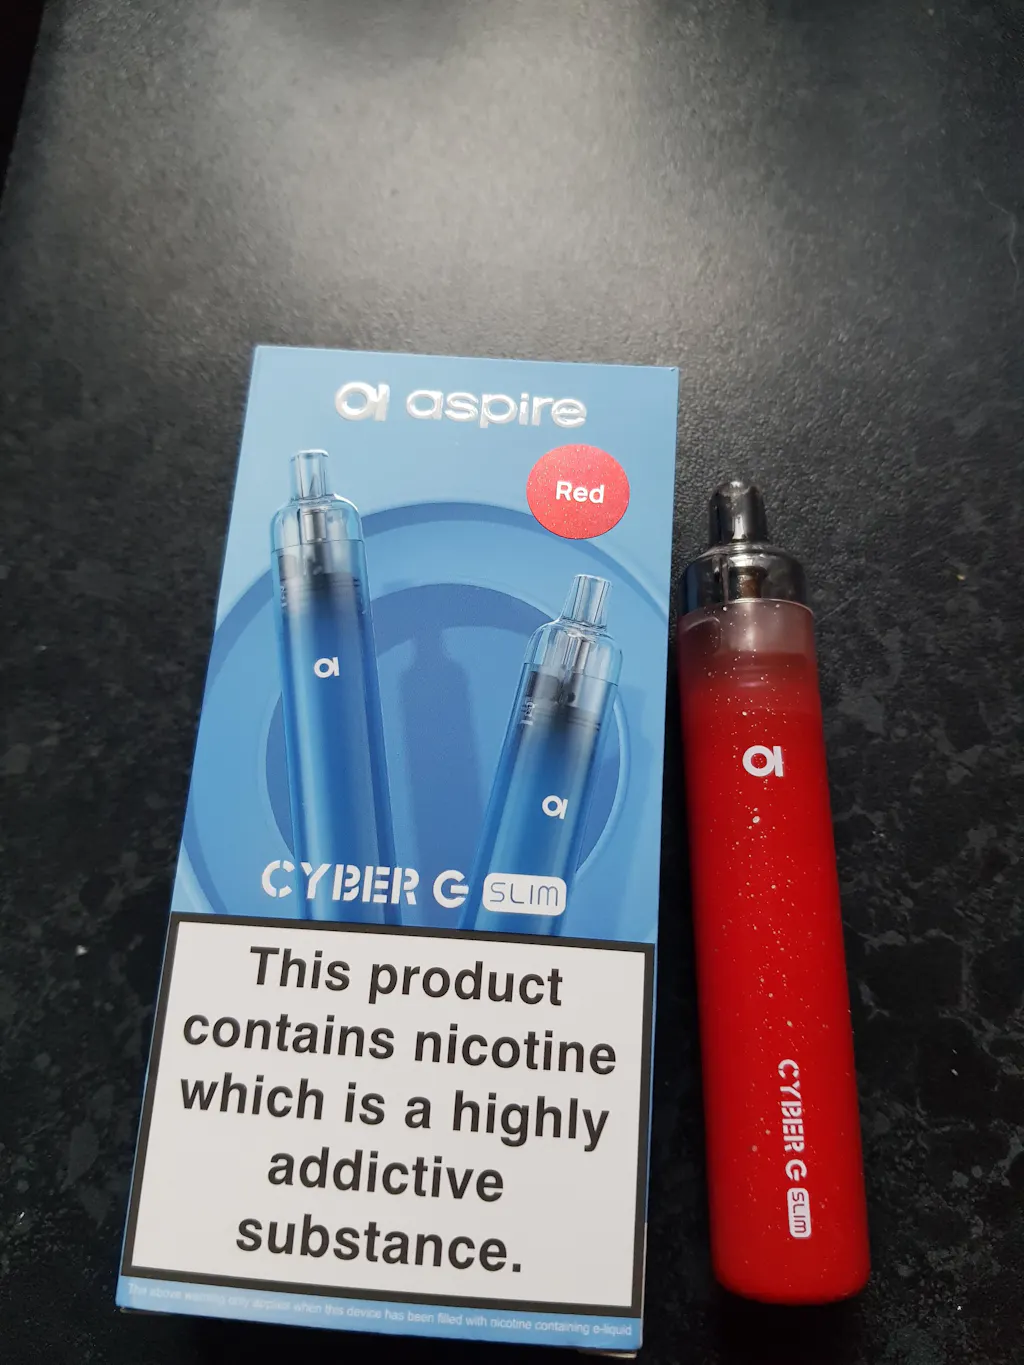 aspire
Red
CYBER G SLIM
This product
contains nicotine
which is a highly
addictive
substance.
The above warning only applies when this device has been filled with nicotine containing e-liquid
CYBER G SLIM